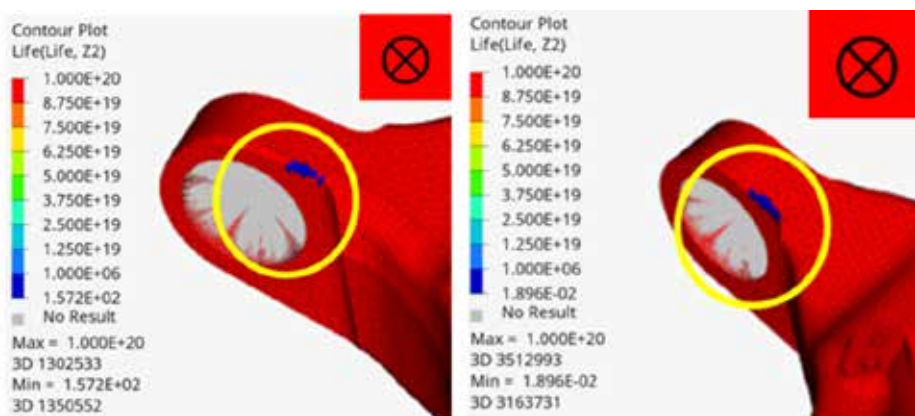 Contour Plot
Life(Life, Z2)
1.000E+20
8.750E+19
7.500E+19
6.250E+19
5.000E+19
3.750E+19
2.500E+19
1.250E+19
1.000E+06
1.572E+02
No Result
Max = 1.000E+20
3D 1302533
Min = 1.572E+02
3D 1350552
Contour Plot
Life(Life, Z2)
1.000E+20
8.750E+19
7.500E+19
6.250E+19
5.000E+19
3.750E+19
2.500E+19
1.250E+19
1.000E+06
1.896E-02
No Result
Max = 1.000E+20
3D 3512993
Min = 1.896E-02
3D 3163731